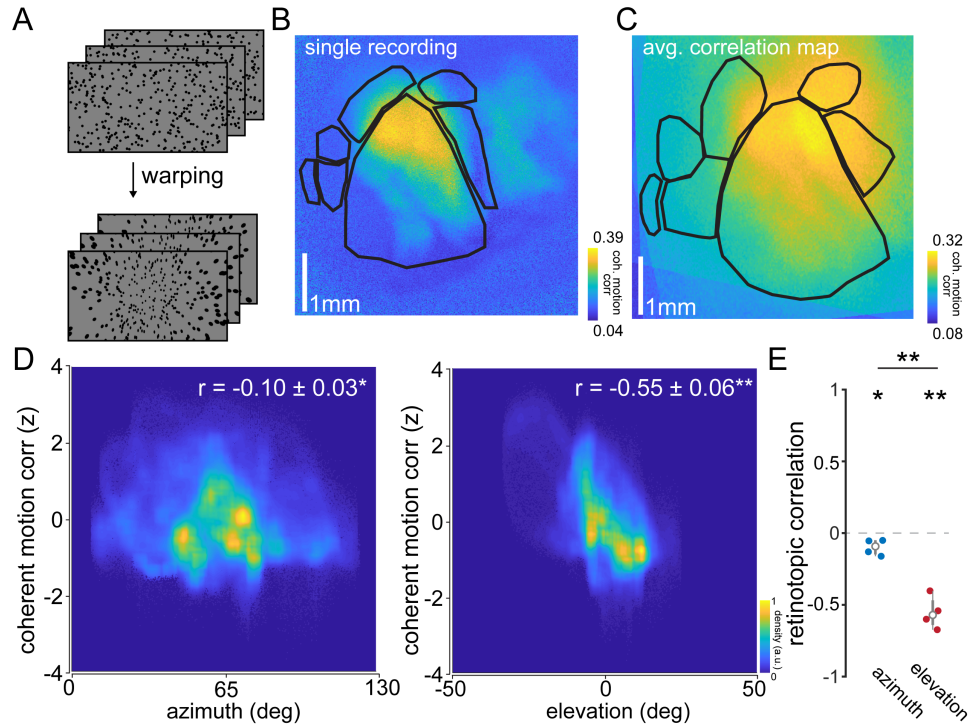 A
warping
B
single recording
1mm
0.39
coh. motion
corr
0.04
C
avg. correlation map
1mm
0.32
coh. motion
corr
0.08
D
r = -0.10 ± 0.03*
coherent motion corr (z)
4
2
0
-2
-4
0
65
130
azimuth (deg)
r = -0.55 ± 0.06**
coherent motion corr (z)
4
2
0
-2
-4
-50
0
50
elevation (deg)
1
density (a.u.)
0
E
**
*
**
retinotopic correlation
1
0.5
0
-0.5
-1
azimuth
elevation